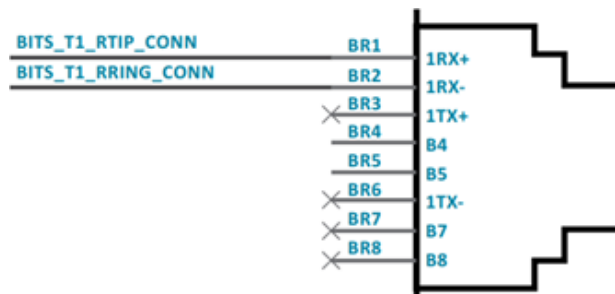 BITS_T1_RTIP_CONN BR1 1RX+
BITS_T1_RRING_CONN BR2 1RX-
BR3 1TX+
BR4 B4
BR5 B5
BR6 1TX-
BR7 B7
BR8 B8